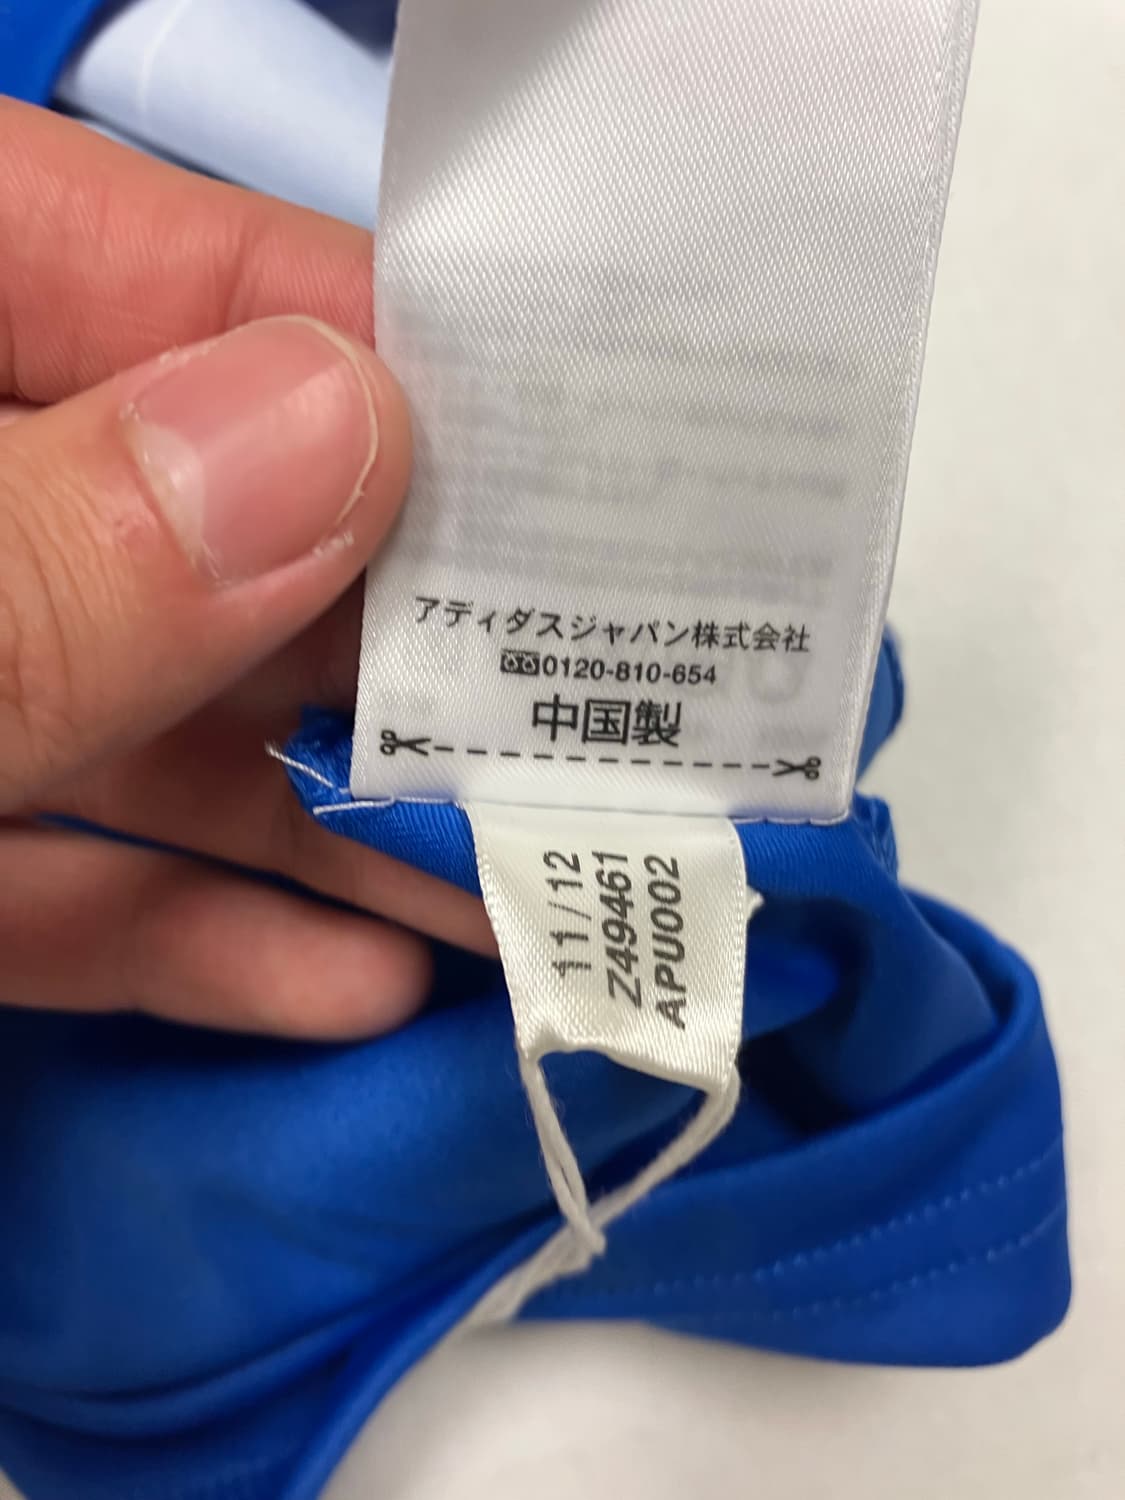 アディダスジャパン株式会社
0120-810-654
中国製
11/12
Z49461
APU002